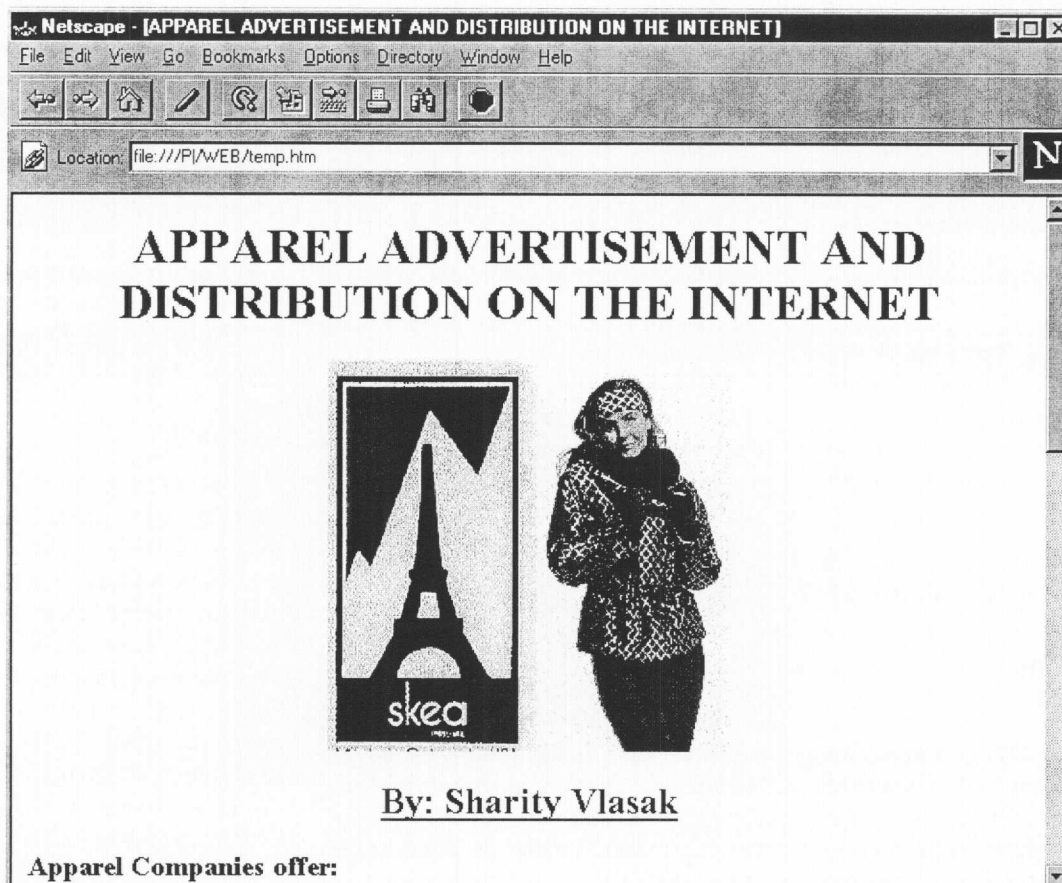 Netscape - [APPAREL ADVERTISEMENT AND DISTRIBUTION ON THE INTERNET]
File Edit View Go Bookmarks Options Directory Window Help
Location: file:///P|/WEB/temp.htm
N
APPAREL ADVERTISEMENT AND
DISTRIBUTION ON THE INTERNET
skea
By: Sharity Vlasak
Apparel Companies offer: